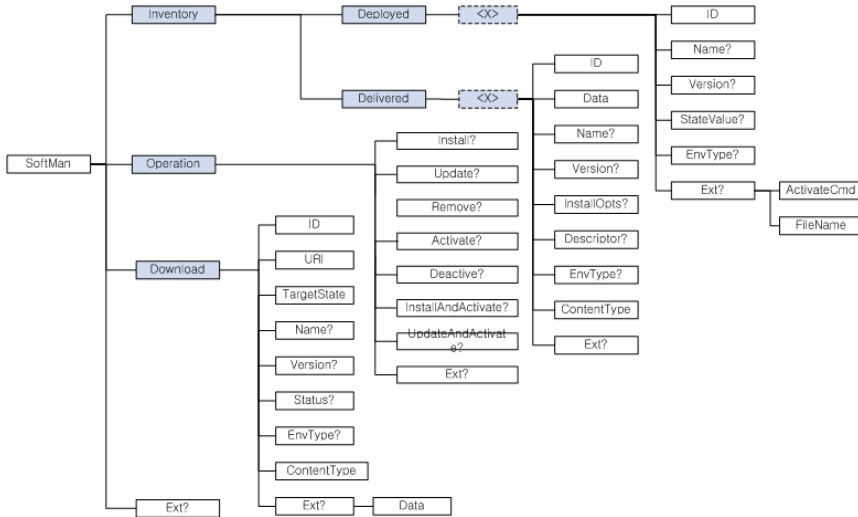 Inventory
Deployed
<X>
ID
Name?
Version?
StateValue?
EnvType?
Ext?
ActivateCmd
FileName
Delivered
<X>
ID
Data
Name?
Version?
InstallOpts?
Descriptor?
EnvType?
ContentType
Ext?
SoftMan
Operation
Install?
Update?
Remove?
Activate?
Deactive?
InstallAndActivate?
UpdateAndActivat
e?
Ext?
Download
ID
URI
TargetState
Name?
Version?
Status?
EnvType?
ContentType
Ext?
Data
Ext?